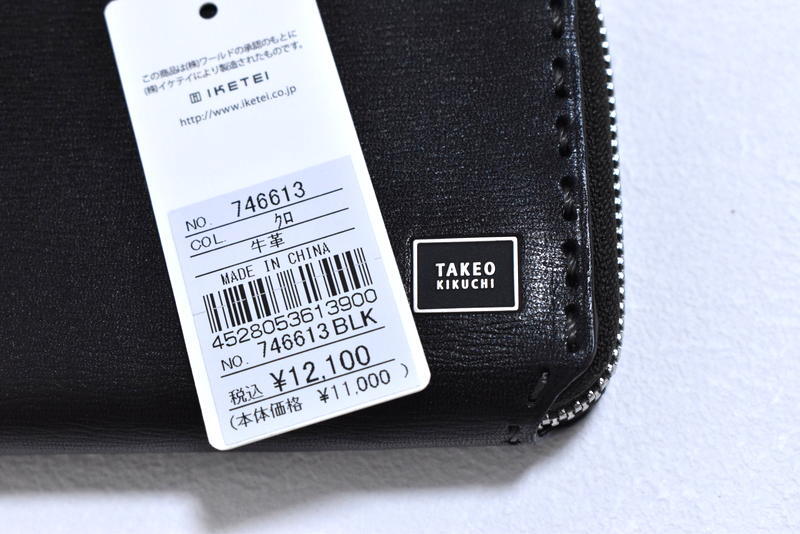 この商品は(株)ワールドの承認のもとに
(株)イケテイにより製造されたものです。
IKETEI
http://www.iketei.co.jp
NO. 746613
COL. クロ
牛革
MADE IN CHINA
4528053613900
NO. 746613BLK
税込 ¥12,100
(本体価格 ¥11,000 )
TAKEO
KIKUCHI